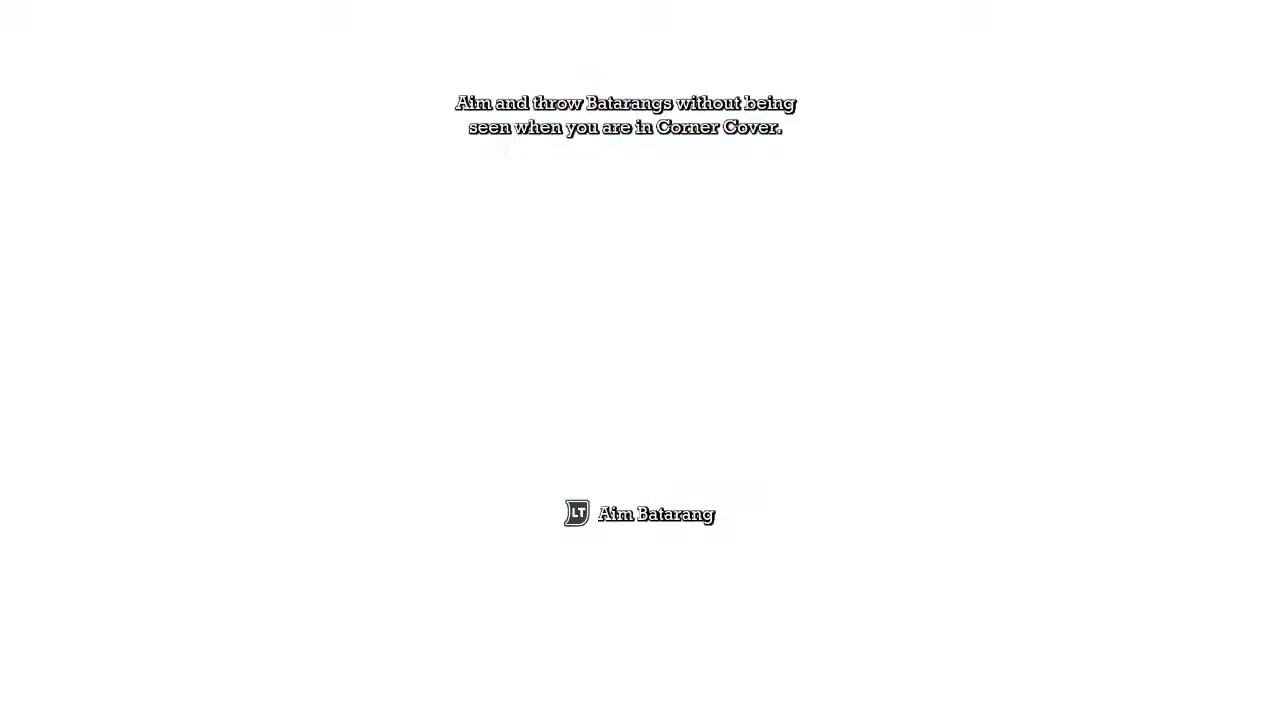 Aim and throw Batarangs without being
seen when you are in Corner Cover.
LT Aim Batarang